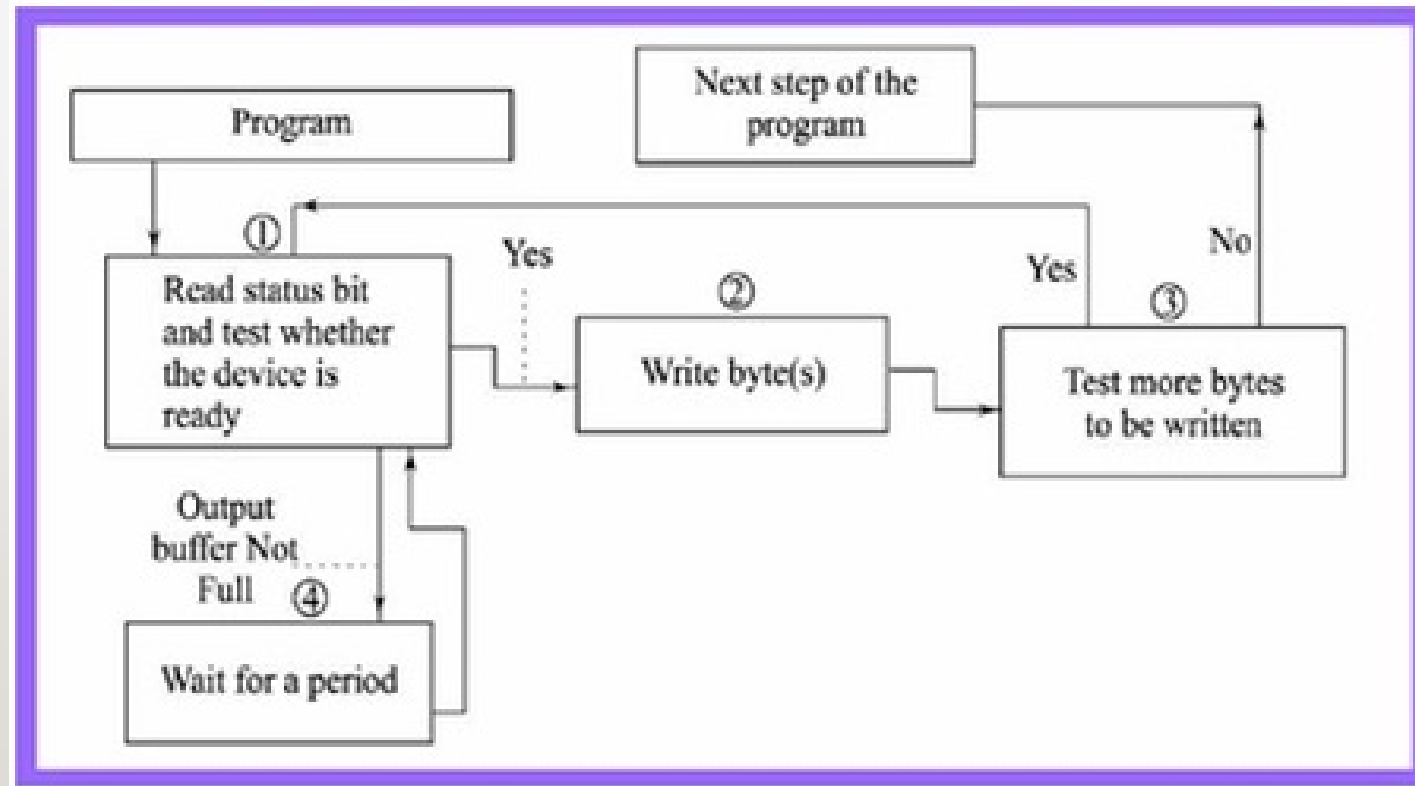 Program
Next step of the
program
①
Read status bit
and test whether
the device is
ready
Yes
②
Write byte(s)
Yes
No
③
Test more bytes
to be written
Output
buffer Not
Full
④
Wait for a period